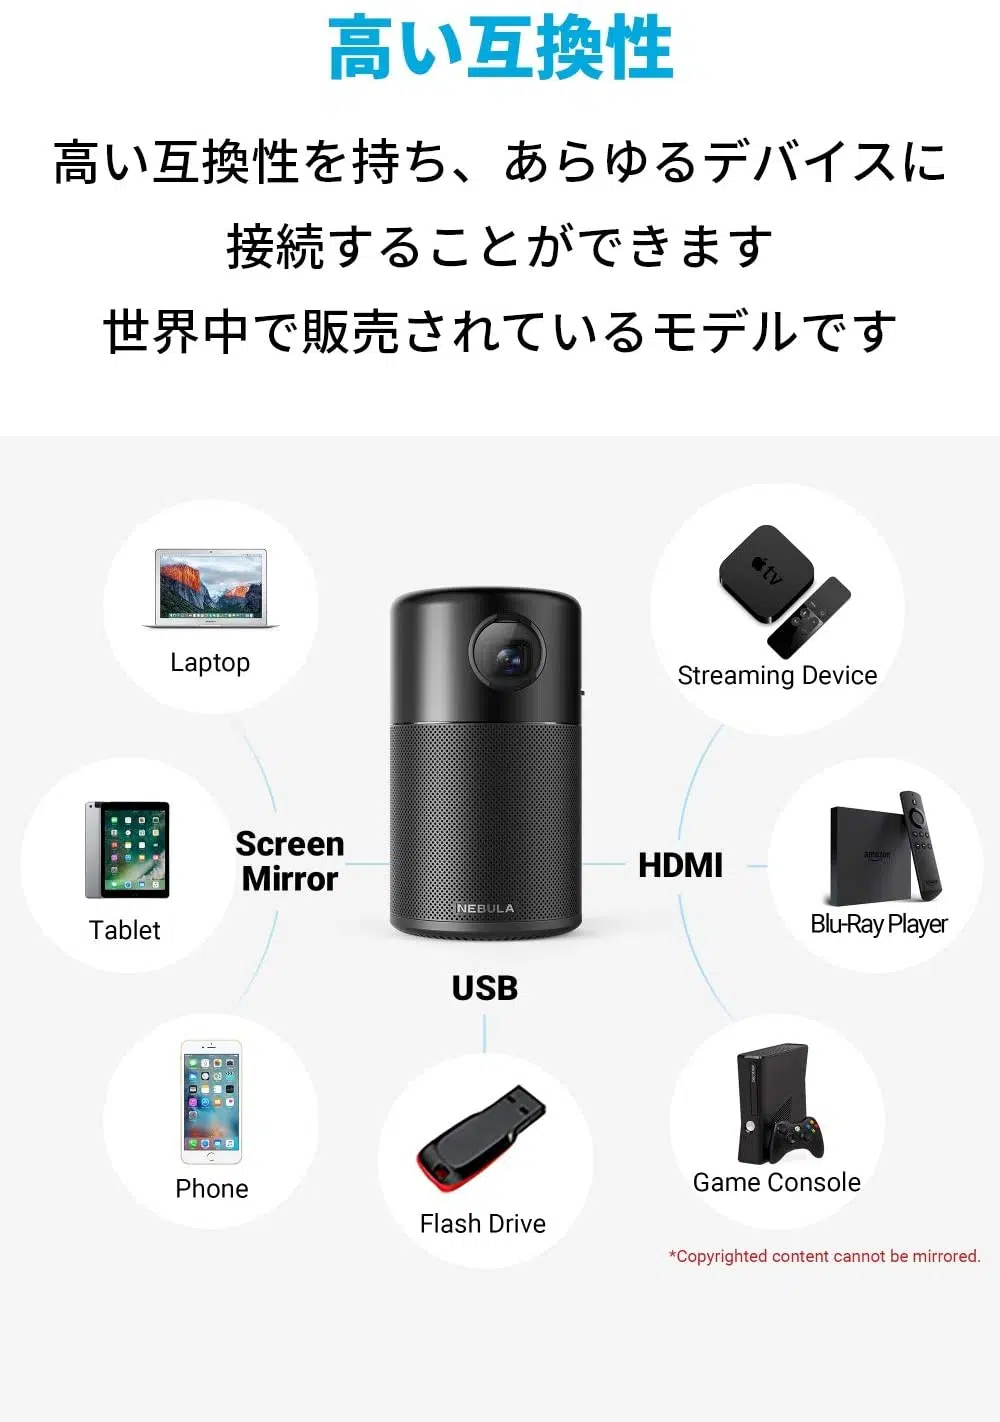 高い互換性
高い互換性を持ち、あらゆるデバイスに
接続することができます
世界中で販売されているモデルです
Laptop
tv
Streaming Device
Screen
Mirror
HDMI
NEBULA
Tablet
amazon
Blu-Ray Player
USB
Phone
Flash Drive
Game Console
*Copyrighted content cannot be mirrored.